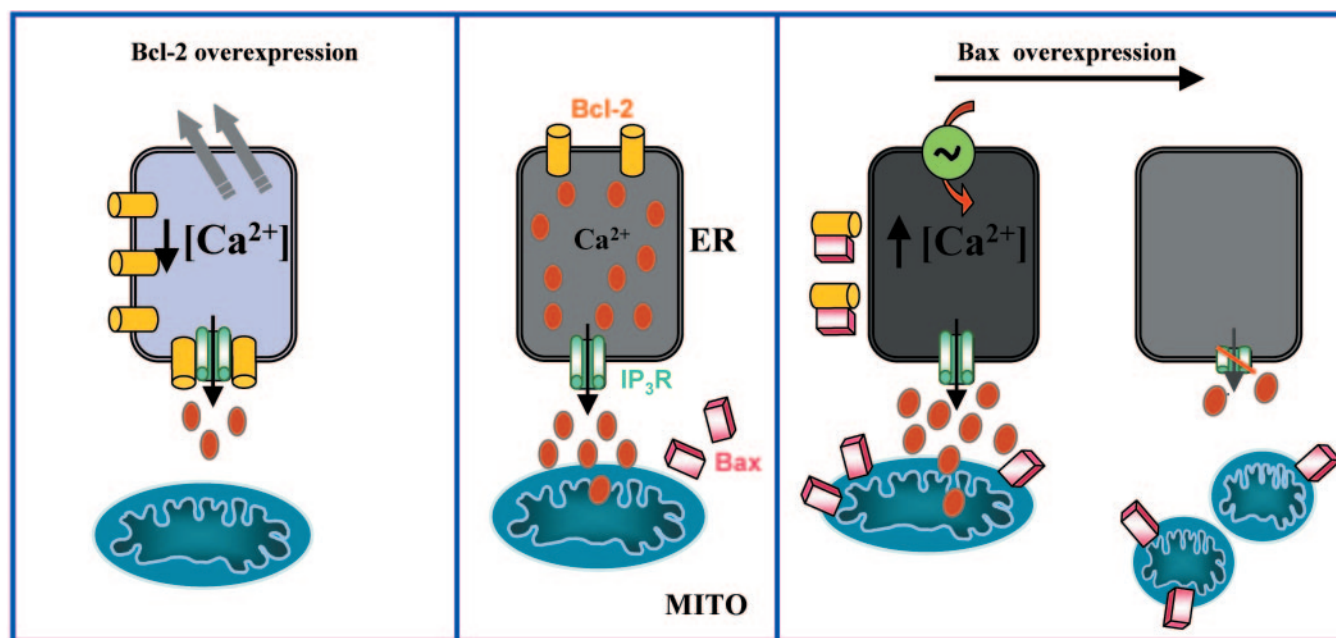 Bcl-2 overexpression
[Ca²⁺]
Bcl-2
Ca²⁺
ER
IP₃R
Bax
MITO
Bax overexpression
~
[Ca²⁺]